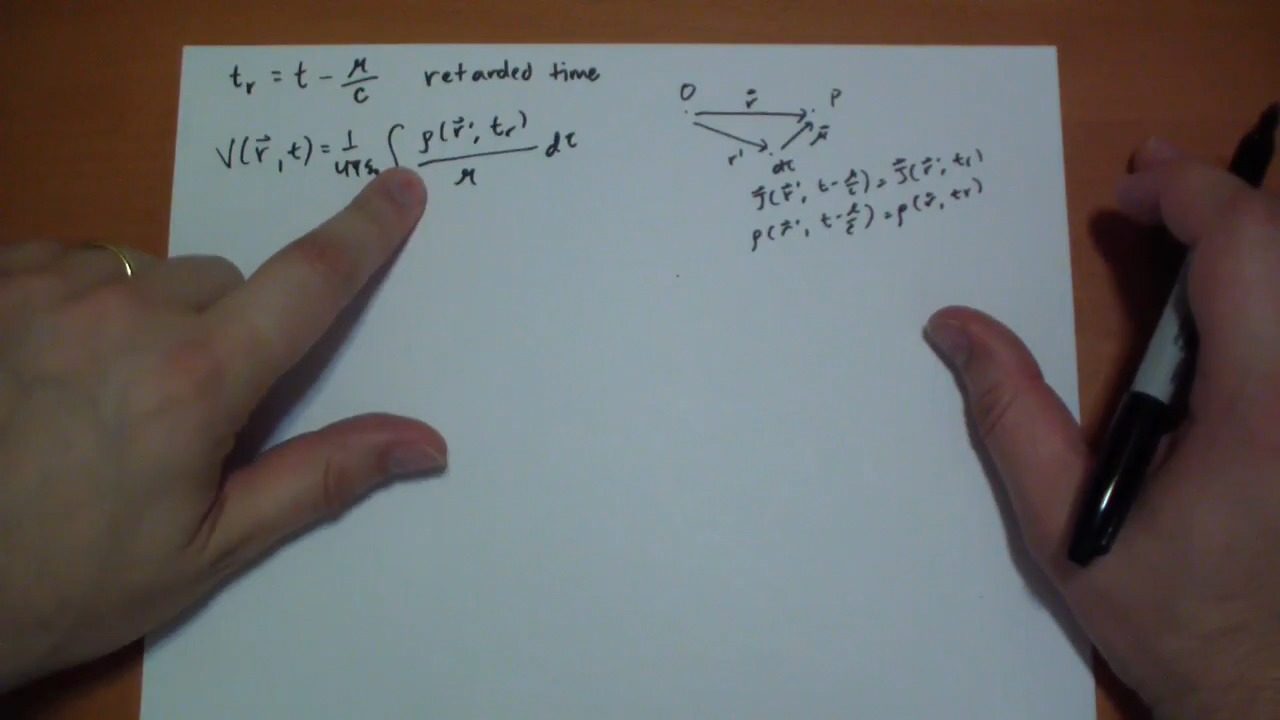 t_r = t - 𝓇/c retarded time
V(r⃗, t) = 1/4πε₀ ∫ ρ(r⃗', t_r)/𝓇 dτ
O r⃗ P
r' dτ 𝓇⃗
J⃗(r⃗', t-𝓇/c) = J⃗(r⃗', t_r)
ρ(r⃗', t-𝓇/c) = ρ(r⃗, t_r)